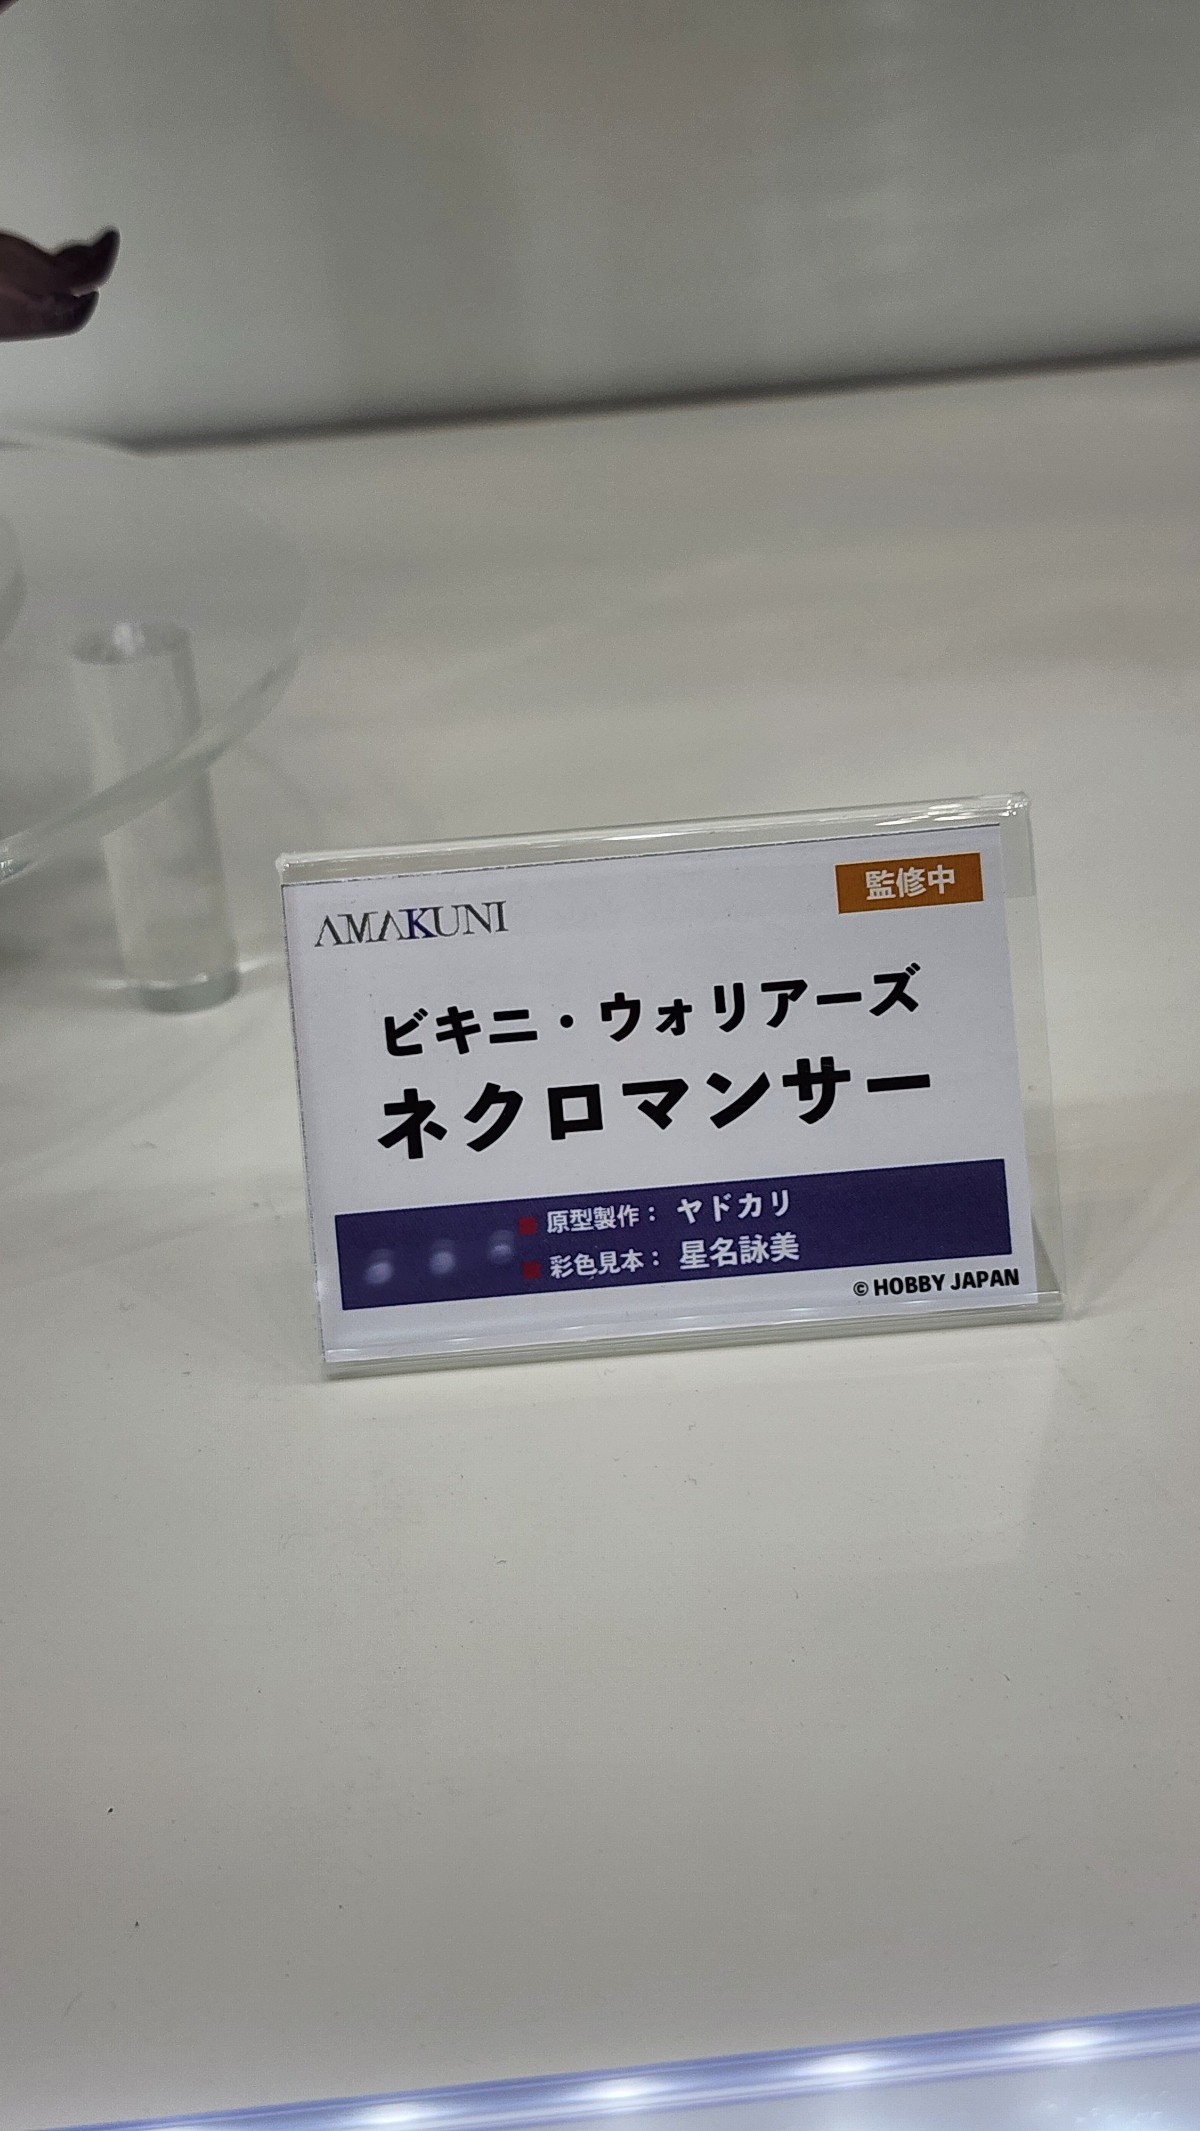 AMAKUNI
監修中
ビキニ・ウォリアーズ
ネクロマンサー
■ 原型製作： ヤドカリ
■ 彩色見本： 星名詠美
© HOBBY JAPAN